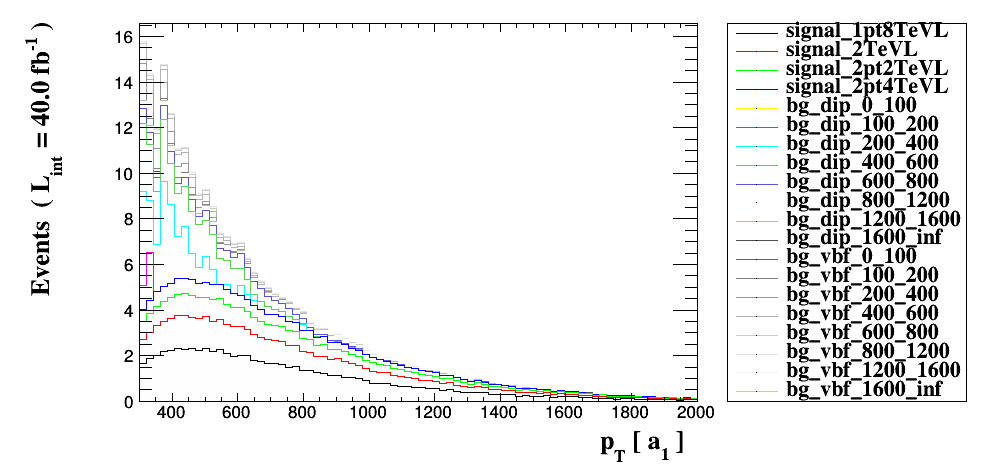 Events ( L_int = 40.0 fb^-1 )
16
14
12
10
8
6
4
2
0
400 600 800 1000 1200 1400 1600 1800 2000
p_T [ a_1 ]
signal_1pt8TeVL
signal_2TeVL
signal_2pt2TeVL
signal_2pt4TeVL
bg_dip_0_100
bg_dip_100_200
bg_dip_200_400
bg_dip_400_600
bg_dip_600_800
bg_dip_800_1200
bg_dip_1200_1600
bg_dip_1600_inf
bg_vbf_0_100
bg_vbf_100_200
bg_vbf_200_400
bg_vbf_400_600
bg_vbf_600_800
bg_vbf_800_1200
bg_vbf_1200_1600
bg_vbf_1600_inf